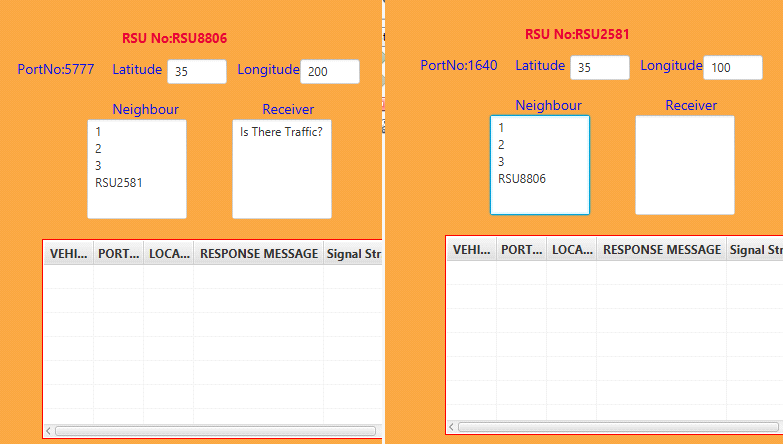 RSU No:RSU8806
PortNo:5777 Latitude 35 Longitude 200
Neighbour Receiver
1
2
3
RSU2581
Is There Traffic?
VEHI... PORT... LOCA... RESPONSE MESSAGE Signal Str
RSU No:RSU2581
PortNo:1640 Latitude 35 Longitude 100
Neighbour Receiver
1
2
3
RSU8806
VEHI... PORT... LOCA... RESPONSE MESSAGE Signal Str